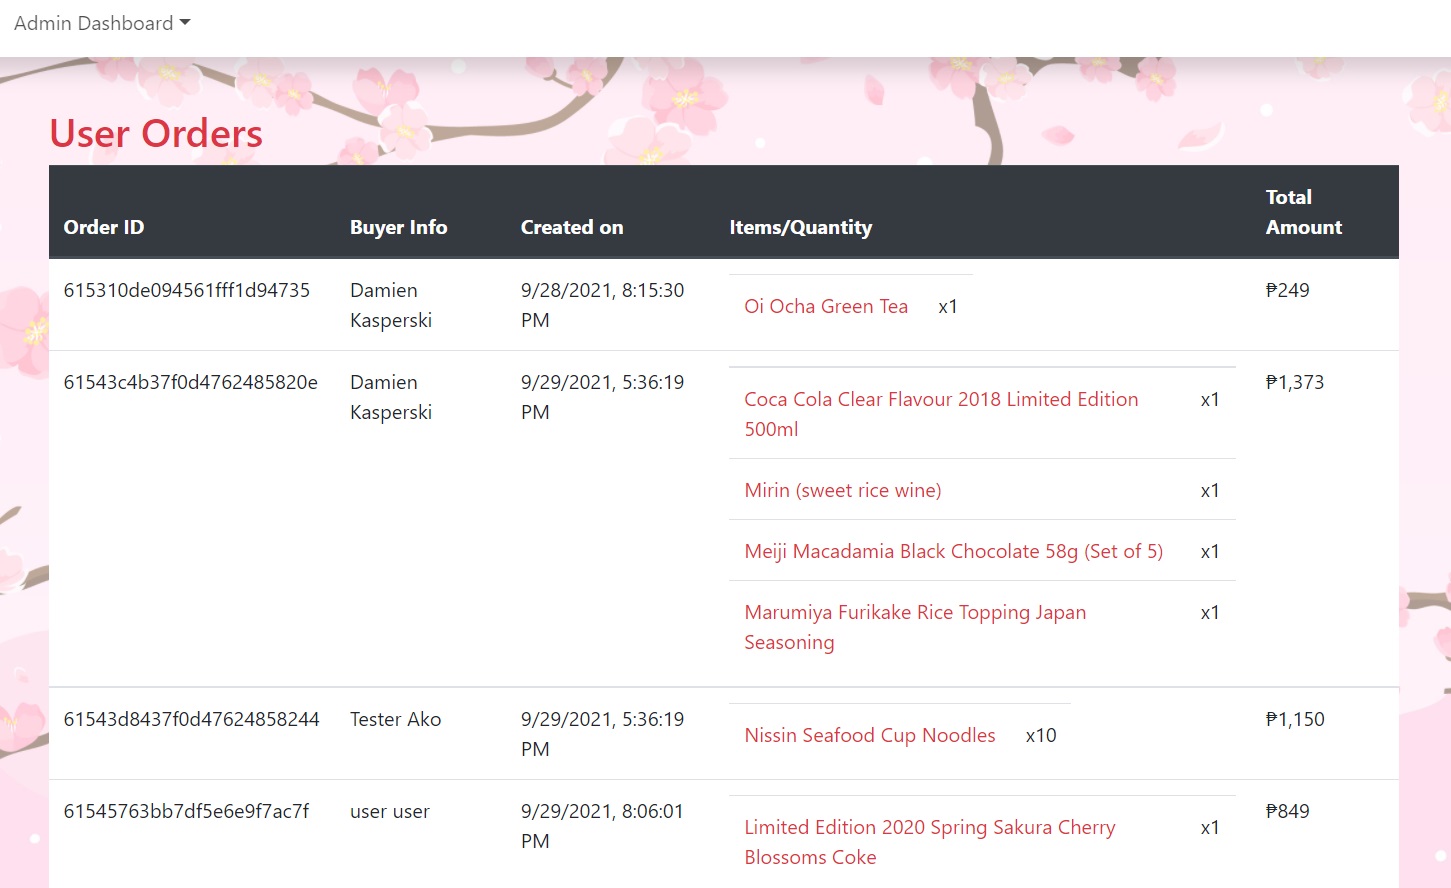 Admin Dashboard
User Orders
Order ID Buyer Info Created on Items/Quantity Total Amount
615310de094561fff1d94735 Damien Kasperski 9/28/2021, 8:15:30 PM Oi Ocha Green Tea x1 ₱249
61543c4b37f0d4762485820e Damien Kasperski 9/29/2021, 5:36:19 PM Coca Cola Clear Flavour 2018 Limited Edition 500ml x1 ₱1,373
Mirin (sweet rice wine) x1
Meiji Macadamia Black Chocolate 58g (Set of 5) x1
Marumiya Furikake Rice Topping Japan Seasoning x1
61543d8437f0d47624858244 Tester Ako 9/29/2021, 5:36:19 PM Nissin Seafood Cup Noodles x10 ₱1,150
61545763bb7df5e6e9f7ac7f user user 9/29/2021, 8:06:01 PM Limited Edition 2020 Spring Sakura Cherry Blossoms Coke x1 ₱849